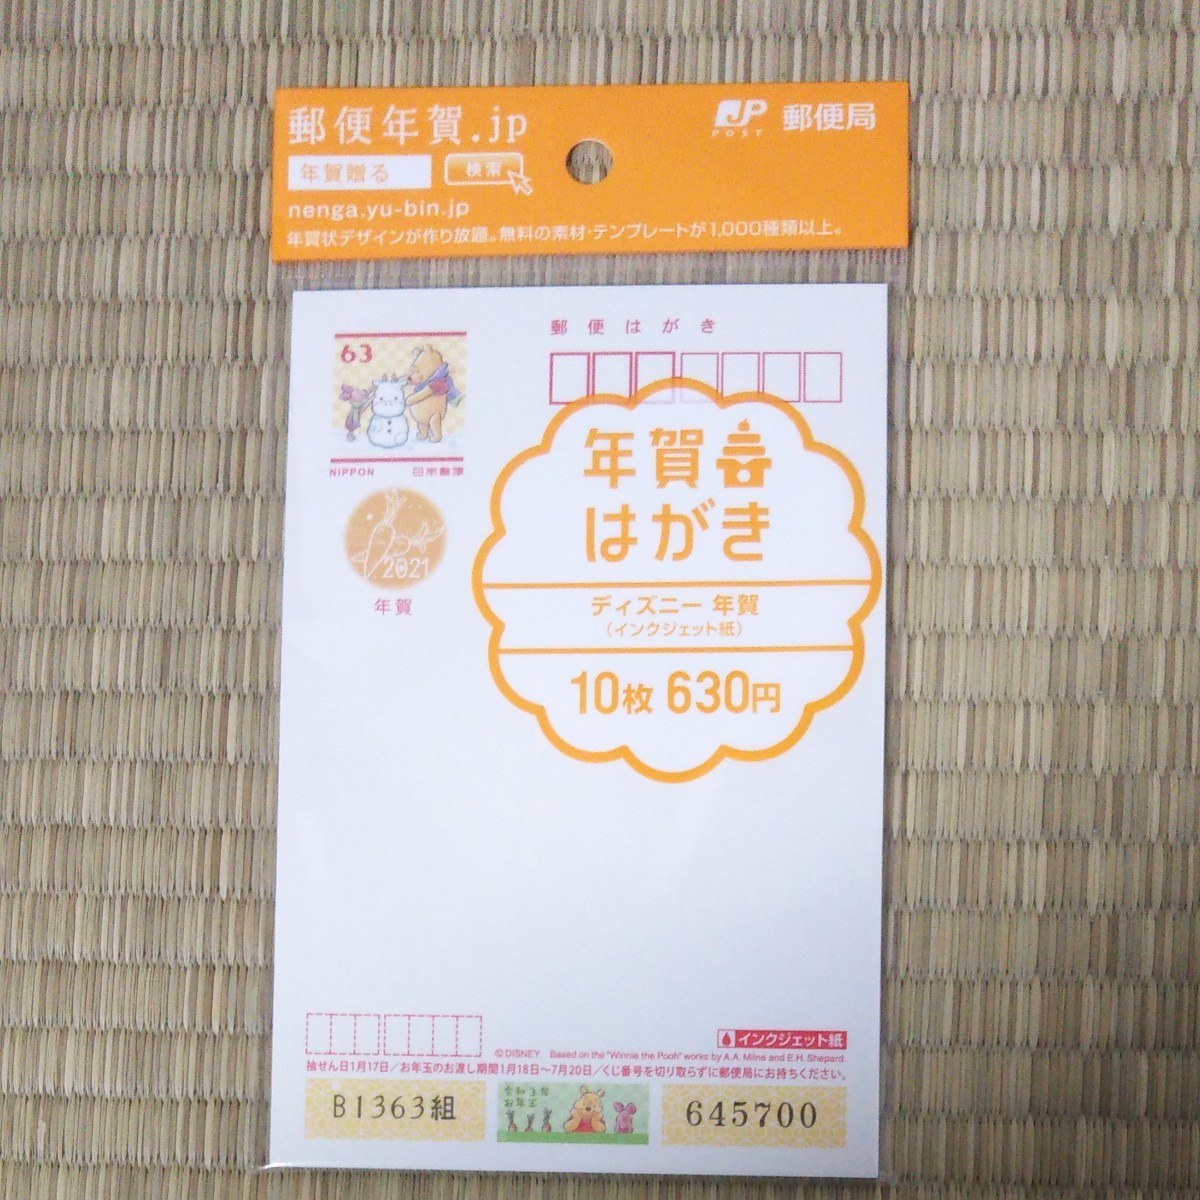 郵便年賀.jp
JP
POST
郵便局
年賀贈る
検索
nenga.yu-bin.jp
年賀状デザインが作り放題。無料の素材・テンプレートが1,000種類以上。
郵便はがき
63
NIPPON 日本郵便
2021
年賀
年賀
はがき
ディズニー 年賀
(インクジェット紙)
10枚 630円
インクジェット紙
©DISNEY. Based on the "Winnie the Pooh" works by A.A. Milne and E.H. Shepard
抽せん日1月17日/お年玉のお渡し期間1月18日〜7月20日/くじ番号を切り取らずに郵便局にお持ちください。
B1363組
645700